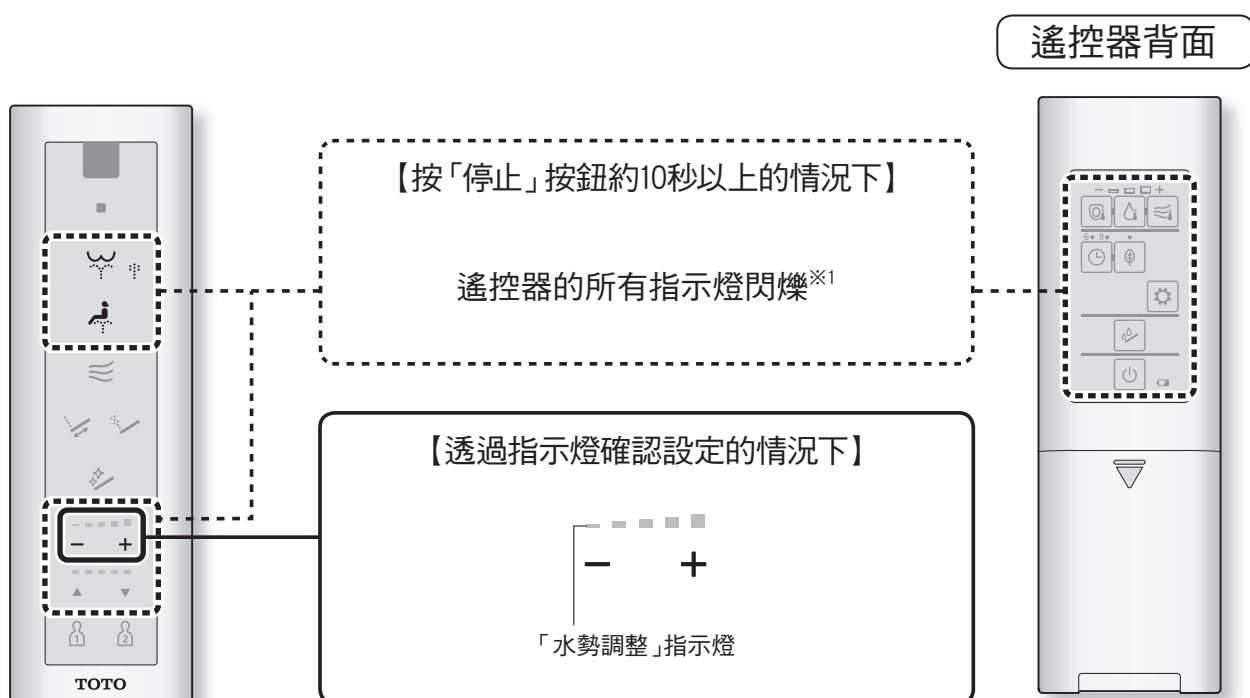 遙控器背面
【按「停止」按鈕約10秒以上的情況下】
遙控器的所有指示燈閃爍※1
− +
6 9
【透過指示燈確認設定的情況下】
− +
− +
「水勢調整」指示燈
1 2
TOTO